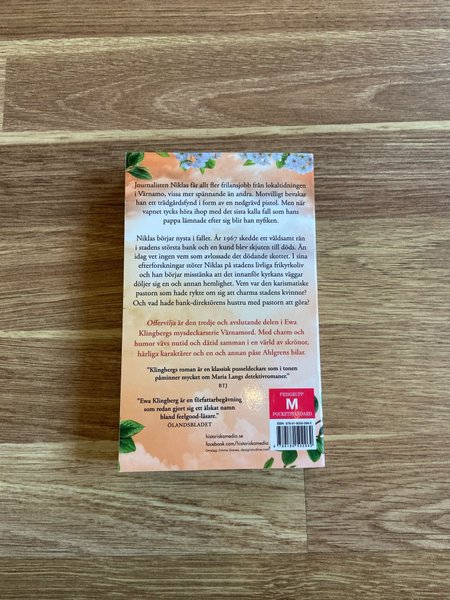 Journalisten Niklas får allt fler frilansjobb från lokaltidningen
i Värnamo, vissa mer spännande än andra. Motvilligt bevakar
han ett trädgårdsfynd i form av en nedgrävd pistol. Men när
vapnet tycks höra ihop med det sista kalla fall som hans
pappa lämnade efter sig blir han nyfiken.
Niklas börjar nysta i fallet. År 1967 skedde ett våldsamt rån
i stadens största bank och en kund blev skjuten till döds. Än
idag vet ingen vem som avlossade det dödande skottet. I sina
efterforskningar stöter Niklas på stadens livliga frikyrkoliv
och han börjar misstänka att det innanför kyrkans väggar
döljer sig en och annan hemlighet. Vem var den karismatiske
pastorn som hade rykte om sig att charma stadens kvinnor?
Och vad hade bank-direktörens hustru med pastorn att göra?
Offervilja är den tredje och avslutande delen i Ewa
Klingbergs mysdeckarserie Värnamord. Med charm och
humor vävs nutid och dåtid samman i en värld av skrönor,
härliga karaktärer och en och annan påse Ahlgrens bilar.
"Klingbergs roman är en klassisk pusseldeckare som i tonen
påminner mycket om Maria Langs detektivromaner."
BTJ
"Ewa Klingberg är en författarbegåvning
som redan gjort sig ett älskat namn
bland feelgood-läsare."
ÖLANDSBLADET
historiskamedia.se
facebook.com/historiskamedia
PRISGRUPP
M
POCKETSTANDARD